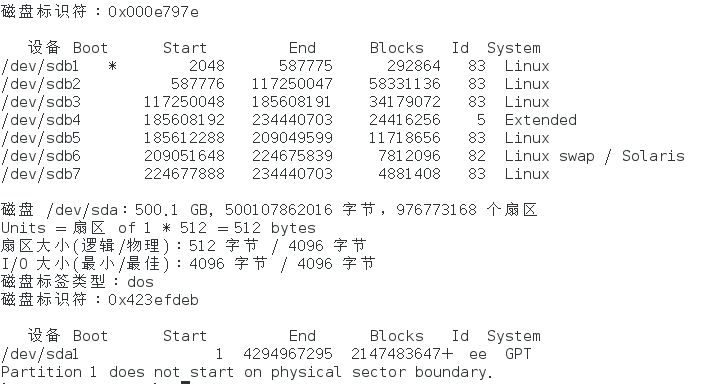 磁盘标识符：0x000e797e
设备 Boot Start End Blocks Id System
/dev/sdb1 * 2048 587775 292864 83 Linux
/dev/sdb2 587776 117250047 58331136 83 Linux
/dev/sdb3 117250048 185608191 34179072 83 Linux
/dev/sdb4 185608192 234440703 24416256 5 Extended
/dev/sdb5 185612288 209049599 11718656 83 Linux
/dev/sdb6 209051648 224675839 7812096 82 Linux swap / Solaris
/dev/sdb7 224677888 234440703 4881408 83 Linux
磁盘 /dev/sda：500.1 GB, 500107862016 字节，976773168 个扇区
Units = 扇区 of 1 * 512 = 512 bytes
扇区大小(逻辑/物理)：512 字节 / 4096 字节
I/O 大小(最小/最佳)：4096 字节 / 4096 字节
磁盘标签类型：dos
磁盘标识符：0x423efdeb
设备 Boot Start End Blocks Id System
/dev/sda1 1 4294967295 2147483647+ ee GPT
Partition 1 does not start on physical sector boundary.